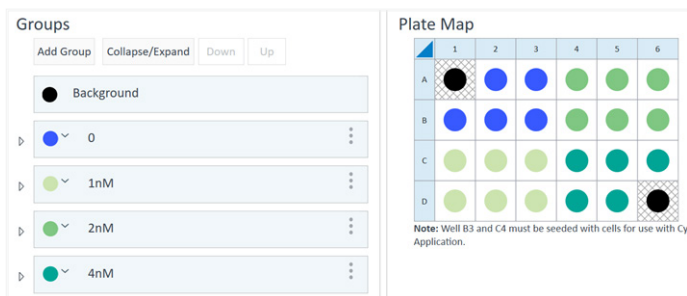 Groups
Add Group Collapse/Expand Down Up
Background
0
1nM
2nM
4nM
Plate Map
1 2 3 4 5 6
A
B
C
D
Note: Well B3 and C4 must be seeded with cells for use with Cy
Application.